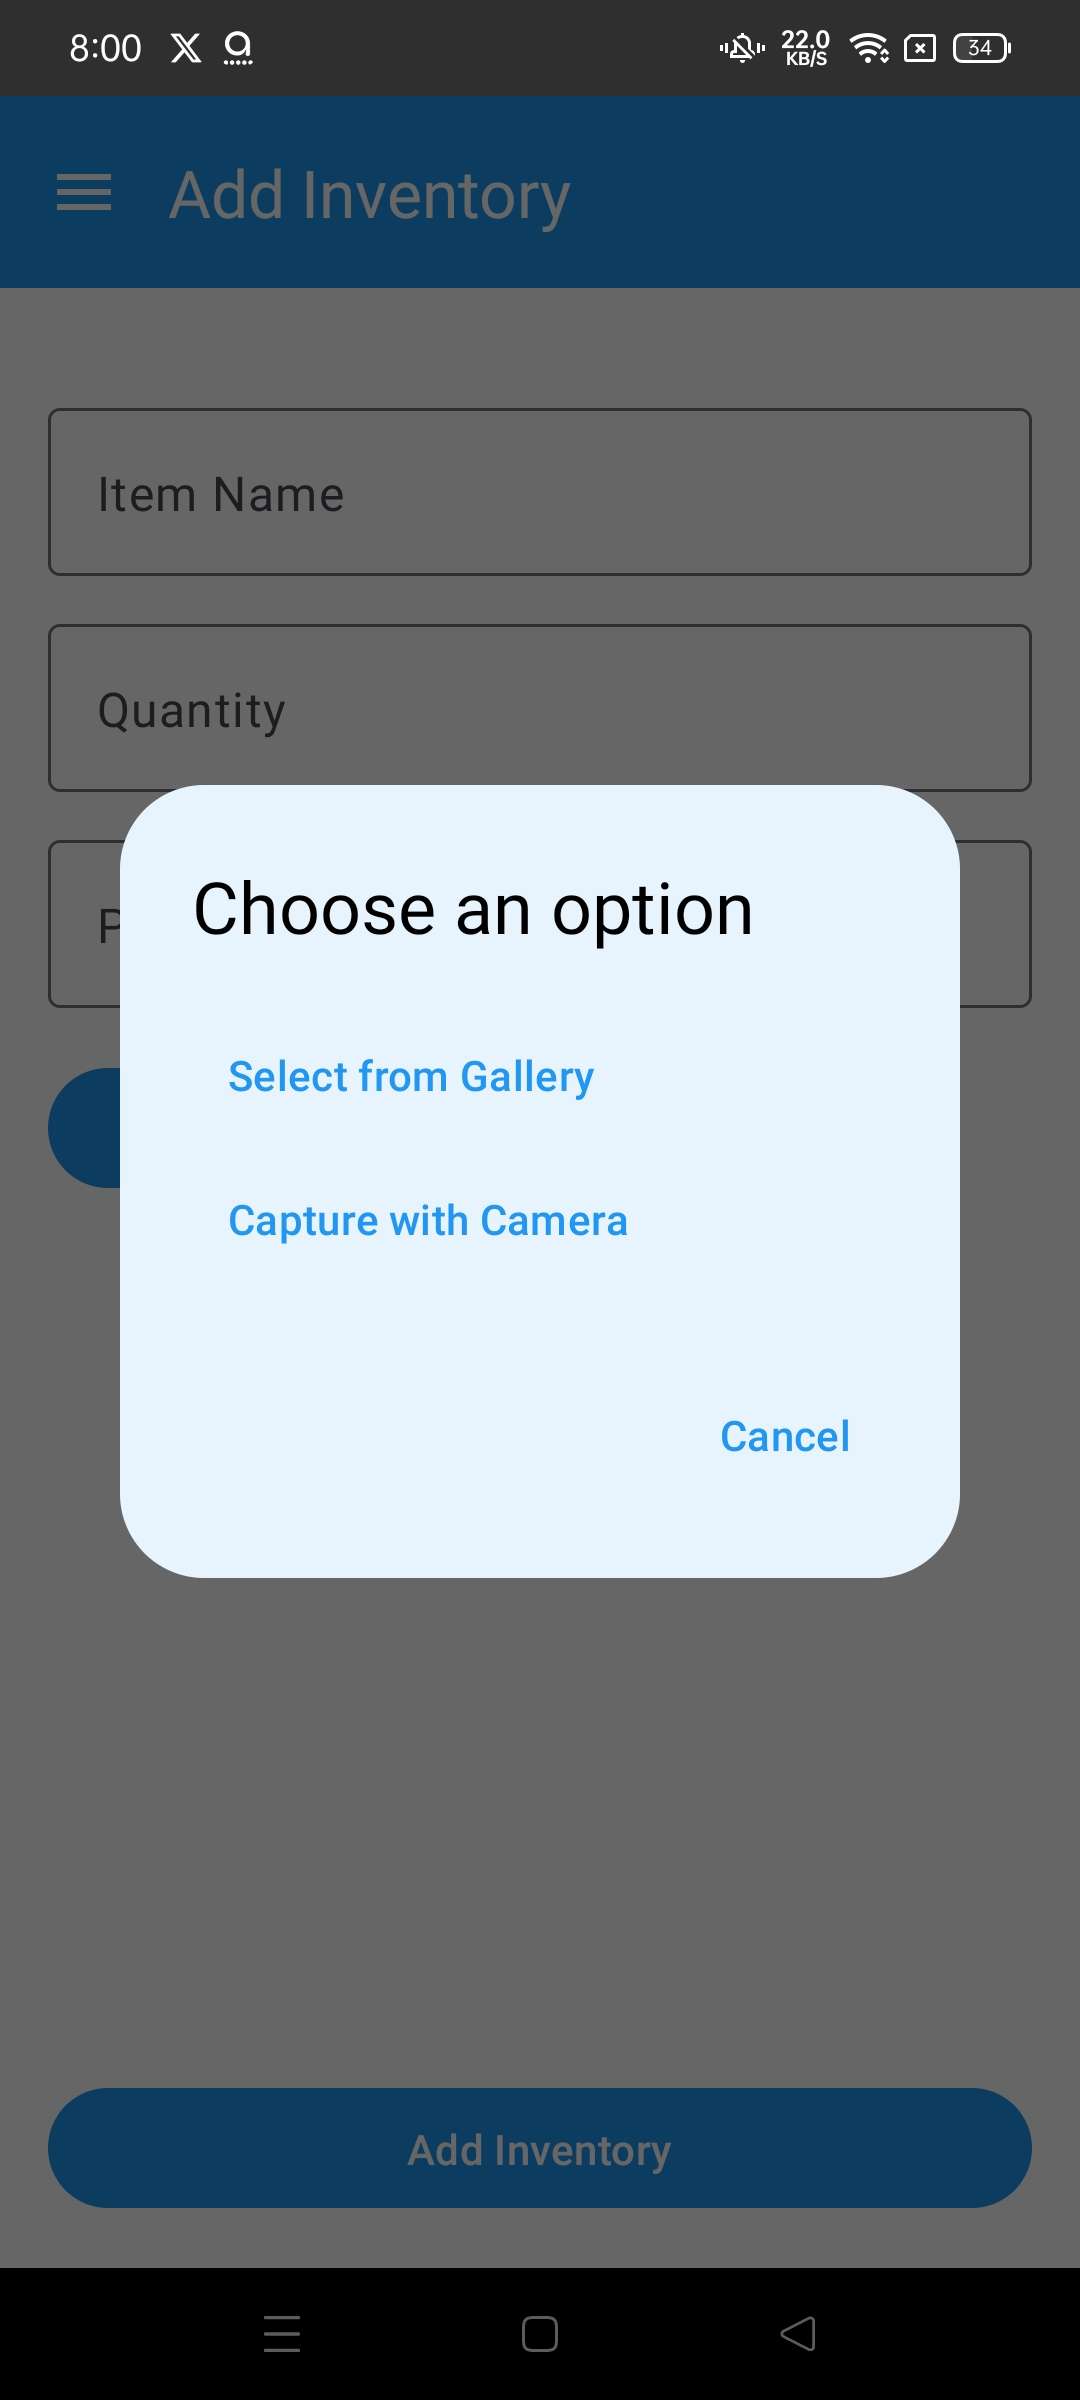 8:00
22.0
KB/S
34
Add Inventory
Item Name
Quantity
P
Choose an option
Select from Gallery
Capture with Camera
Cancel
Add Inventory